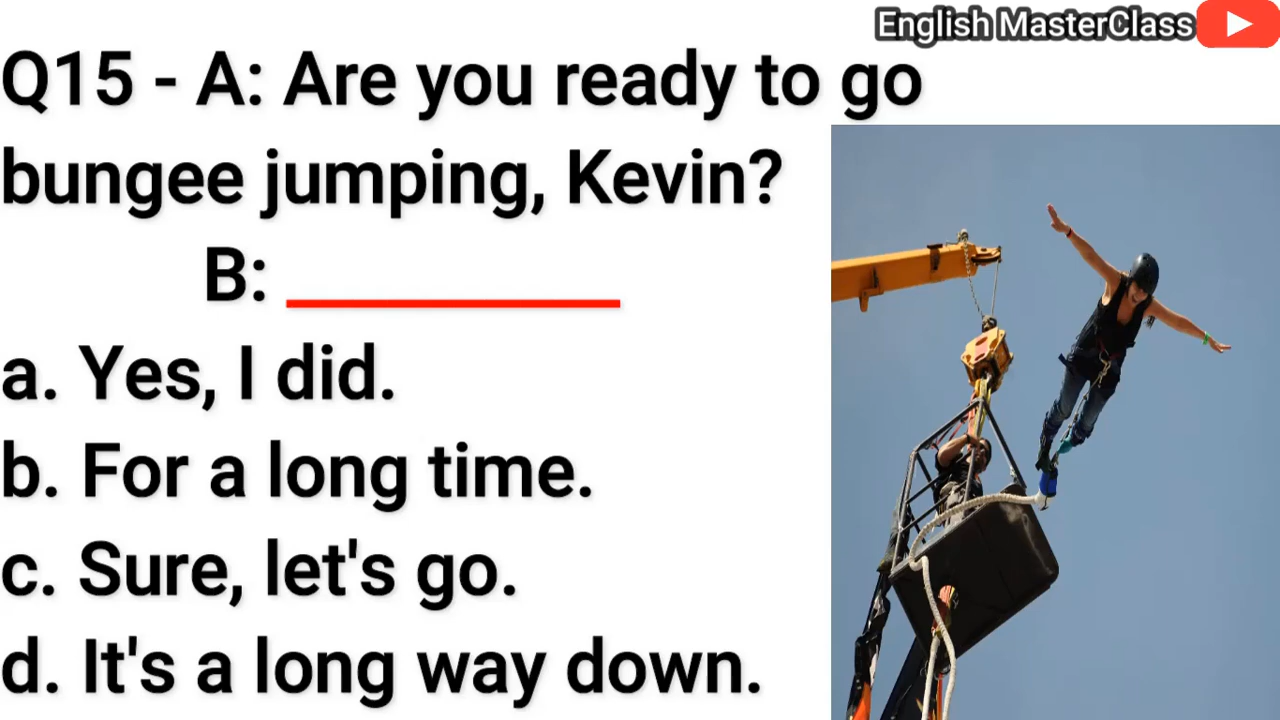 English MasterClass
Q15 - A: Are you ready to go
bungee jumping, Kevin?
B: __________
a. Yes, I did.
b. For a long time.
c. Sure, let's go.
d. It's a long way down.